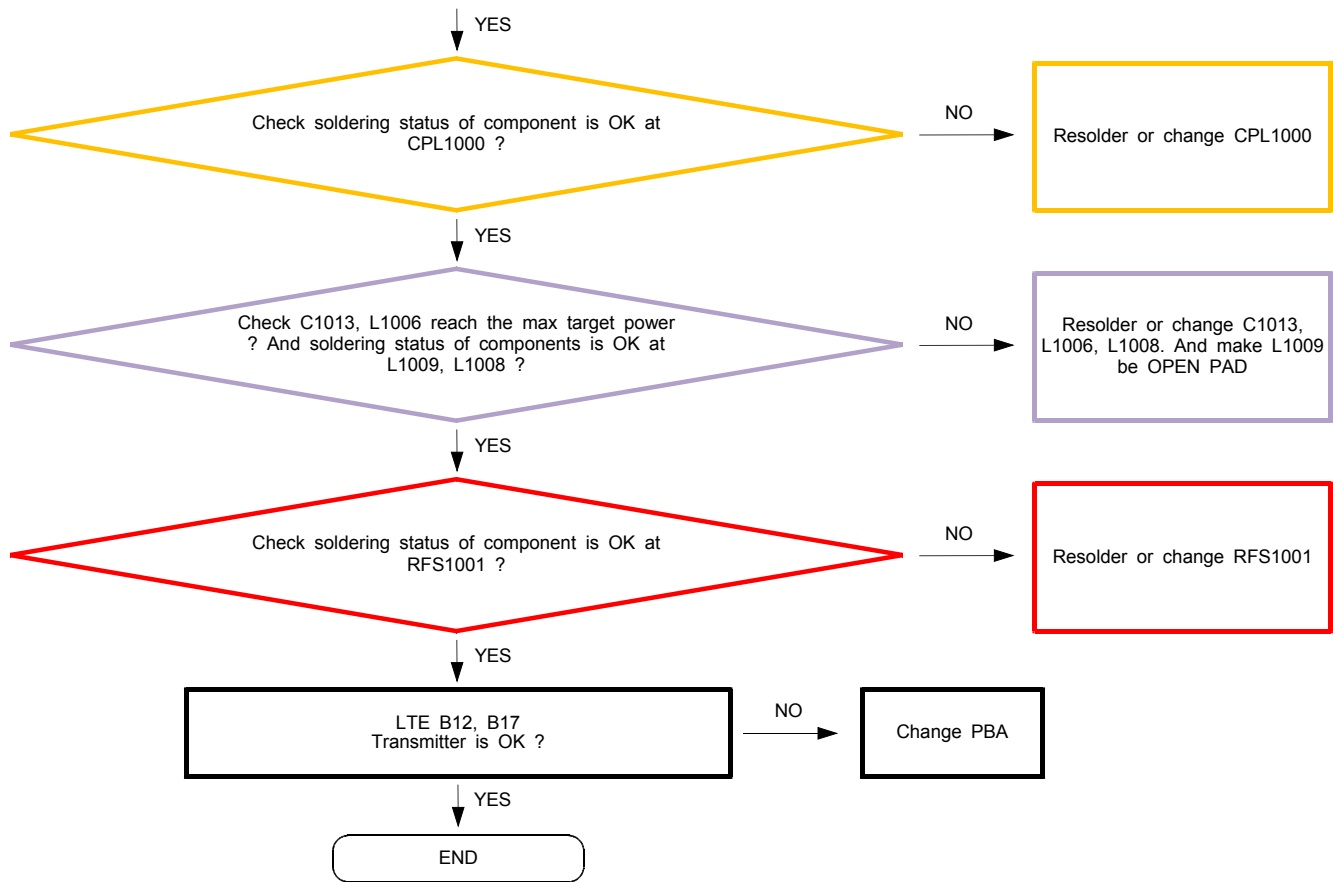 YES
Check soldering status of component is OK at
CPL1000 ?
NO
Resolder or change CPL1000
YES
Check C1013, L1006 reach the max target power
? And soldering status of components is OK at
L1009, L1008 ?
NO
Resolder or change C1013,
L1006, L1008. And make L1009
be OPEN PAD
YES
Check soldering status of component is OK at
RFS1001 ?
NO
Resolder or change RFS1001
YES
LTE B12, B17
Transmitter is OK ?
NO
Change PBA
YES
END